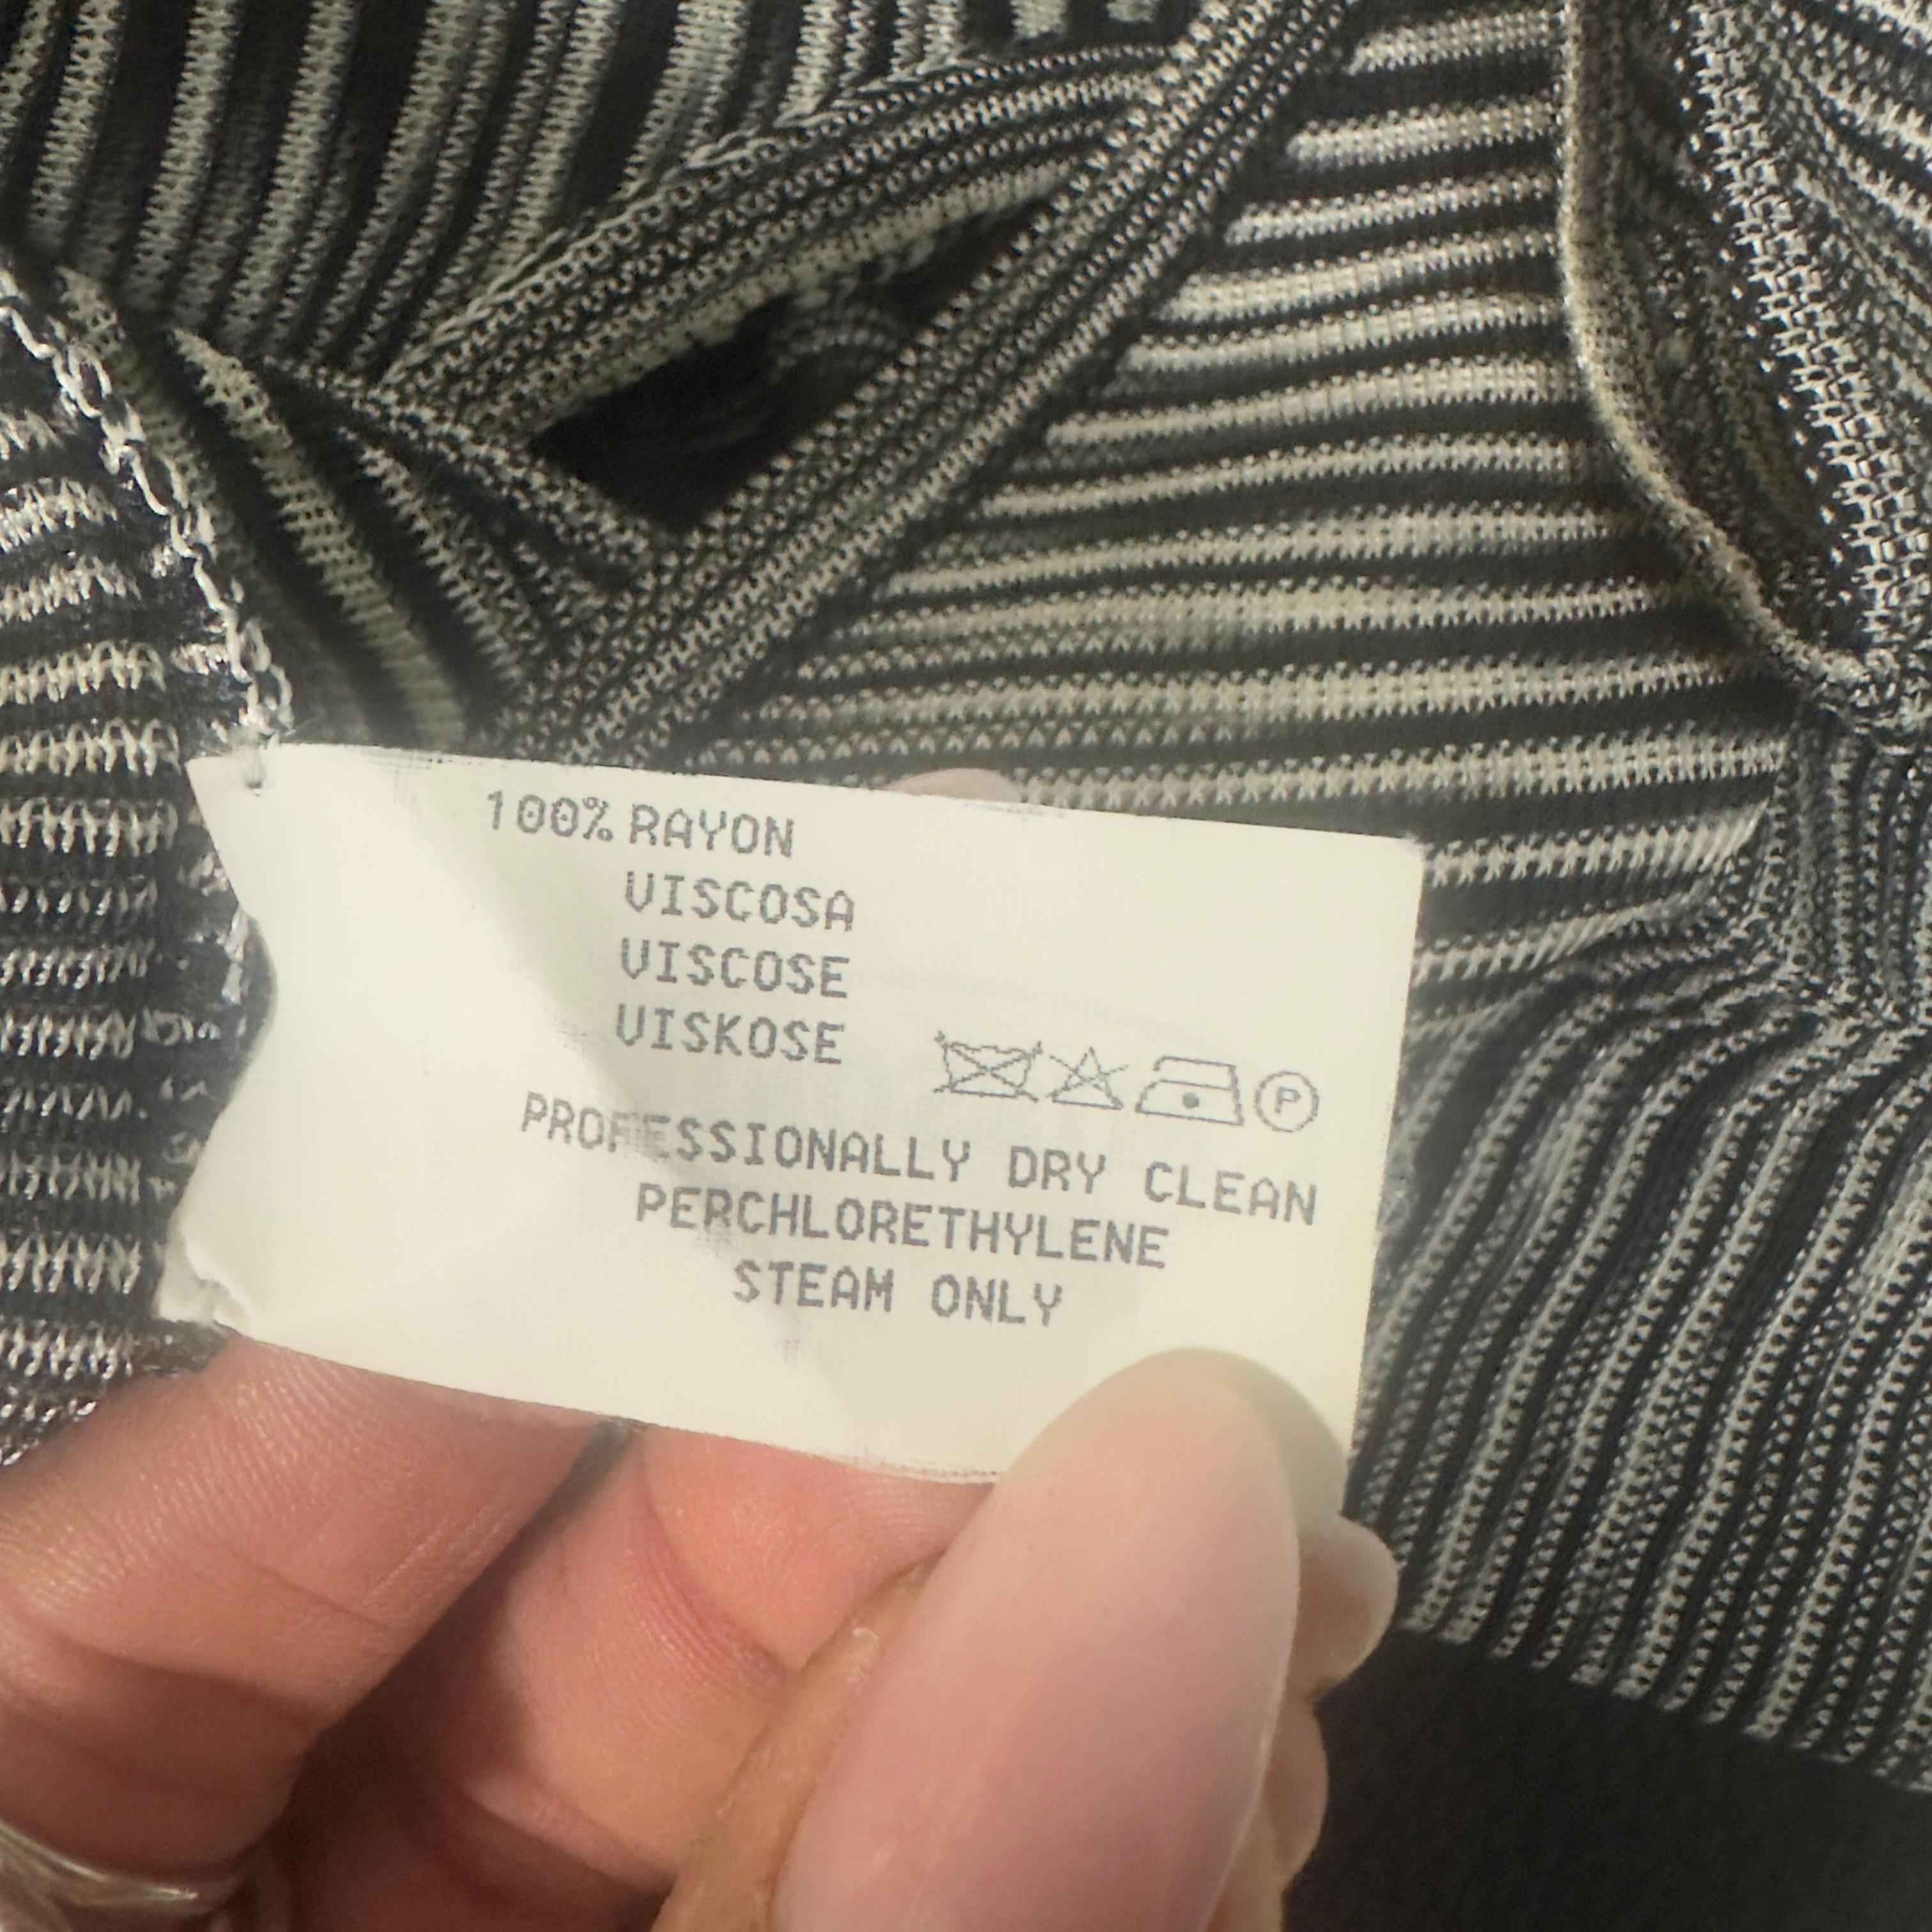 100% RAYON
VISCOSA
VISCOSE
VISKOSE
P
PROFESSIONALLY DRY CLEAN
PERCHLORETHYLENE
STEAM ONLY